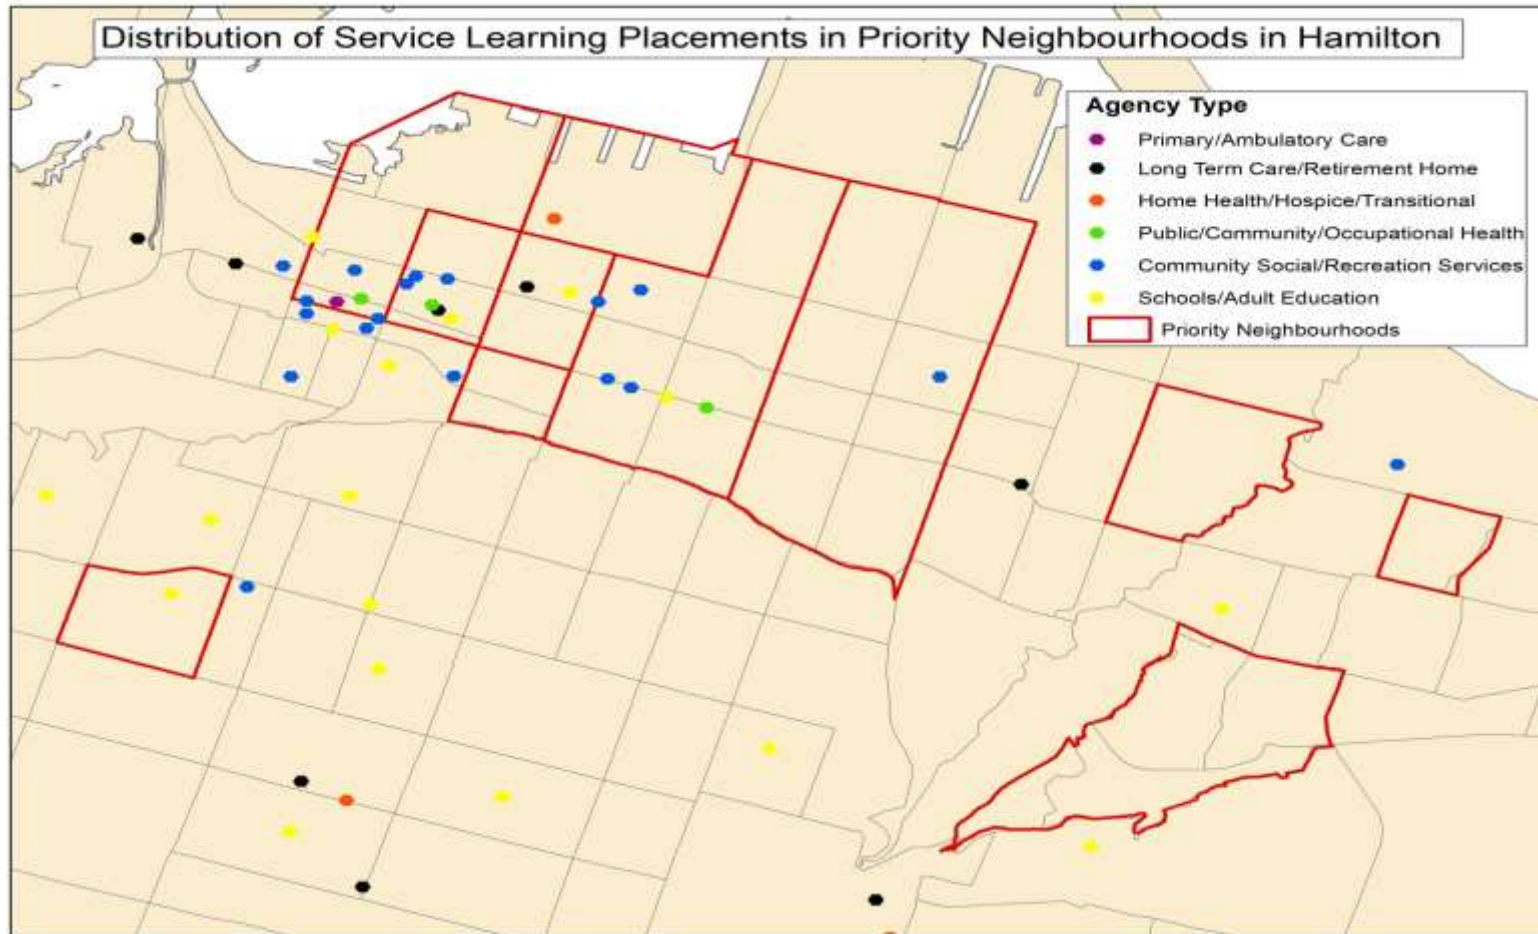 Distribution of Service Learning Placements in Priority Neighbourhoods in Hamilton
Agency Type
Primary/Ambulatory Care
Long Term Care/Retirement Home
Home Health/Hospice/Transitional
Public/Community/Occupational Health
Community Social/Recreation Services
Schools/Adult Education
Priority Neighbourhoods